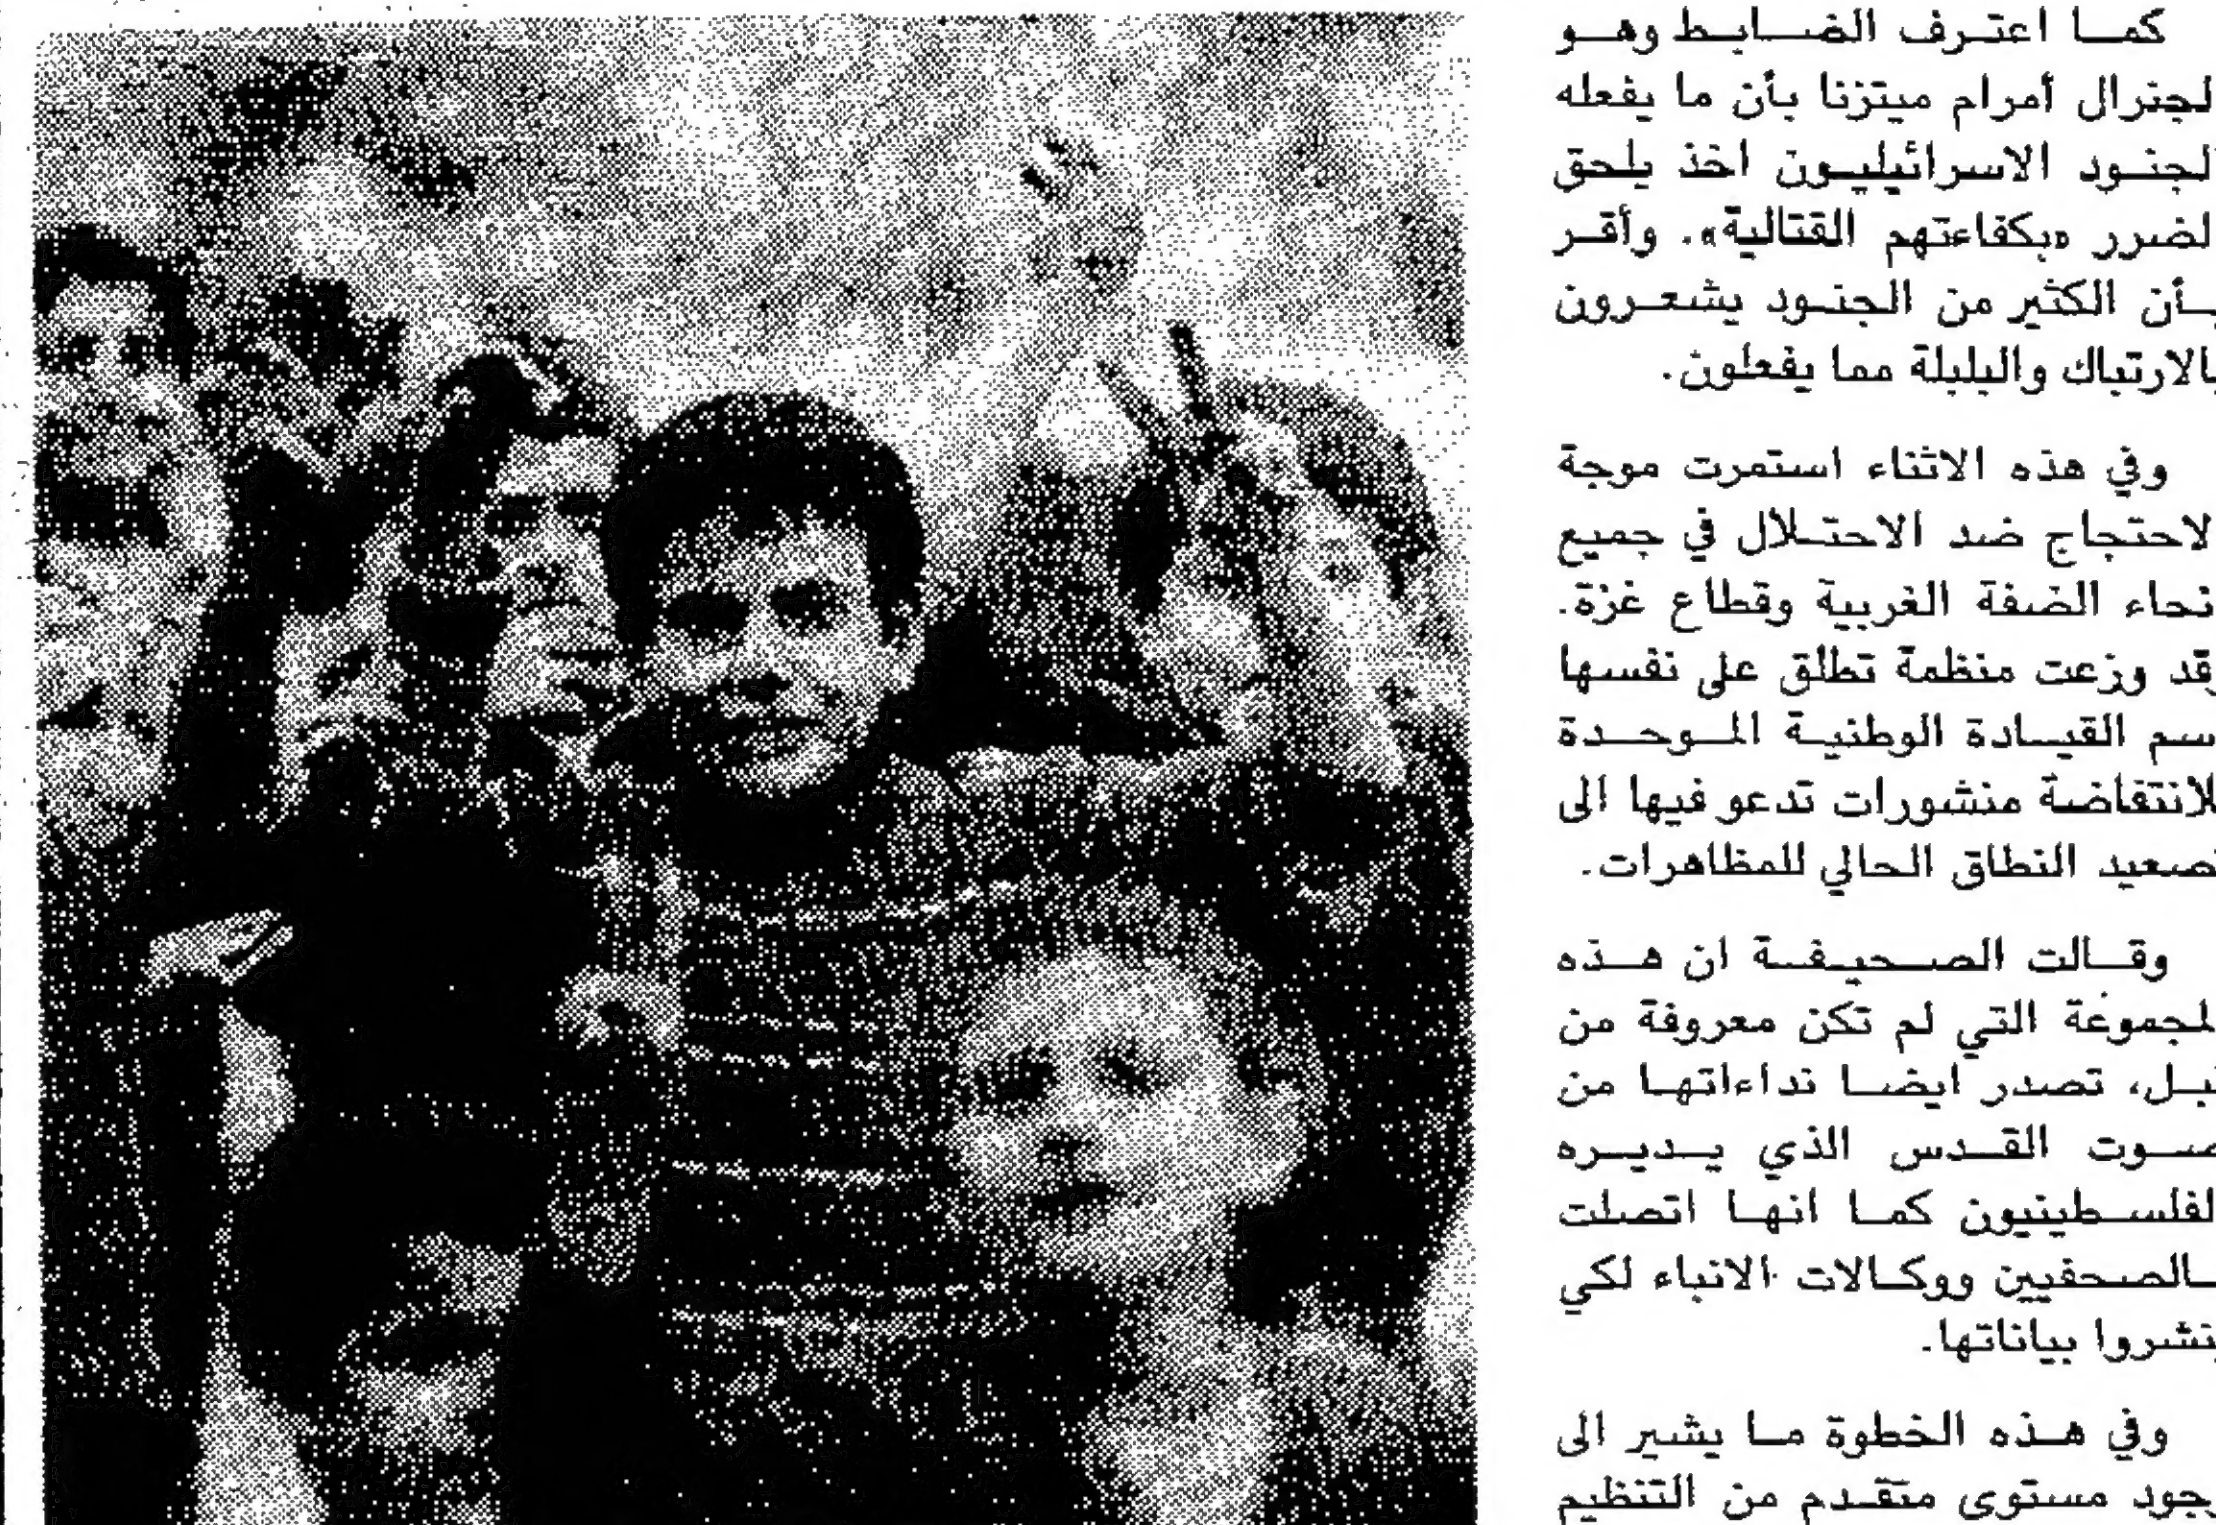 كما اعترف الضابط وهو
لجنرال أمرام ميتزنا بأن ما يفعله
لجنود الاسرائيليون اخذ يلحق
لضرر «بكفاءتهم القتالية». وأقر
بأن الكثير من الجنود يشعرون
بالارتباك والبلبلة مما يفعلون.
وفي هذه الاثناء استمرت موجة
لاحتجاج ضد الاحتلال في جميع
نحاء الضفة الغربية وقطاع غزة.
وقد وزعت منظمة تطلق على نفسها
سم القيادة الوطنية الموحدة
للانتفاضة منشورات تدعو فيها الى
تصعيد النطاق الحالي للمظاهرات.
وقالت الصحيفة ان هذه
لمجموعة التي لم تكن معروفة من
قبل، تصدر ايضا نداءاتها من
صوت القدس الذي يديره
لفلسطينيون كما انها اتصلت
بالصحفيين ووكالات الانباء لكي
ينشروا بياناتها.
وفي هذه الخطوة ما يشير الى
وجود مستوى متقدم من التنظيم